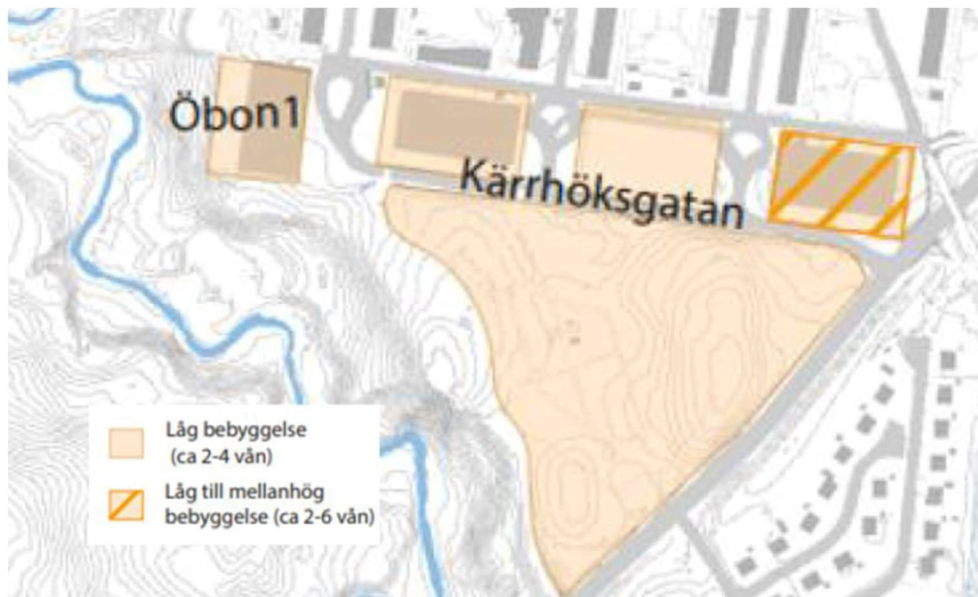 Öbon1
Kärrhöksgatan
Låg bebyggelse
(ca 2-4 vån)
Låg till mellanhög
bebyggelse (ca 2-6 vån)